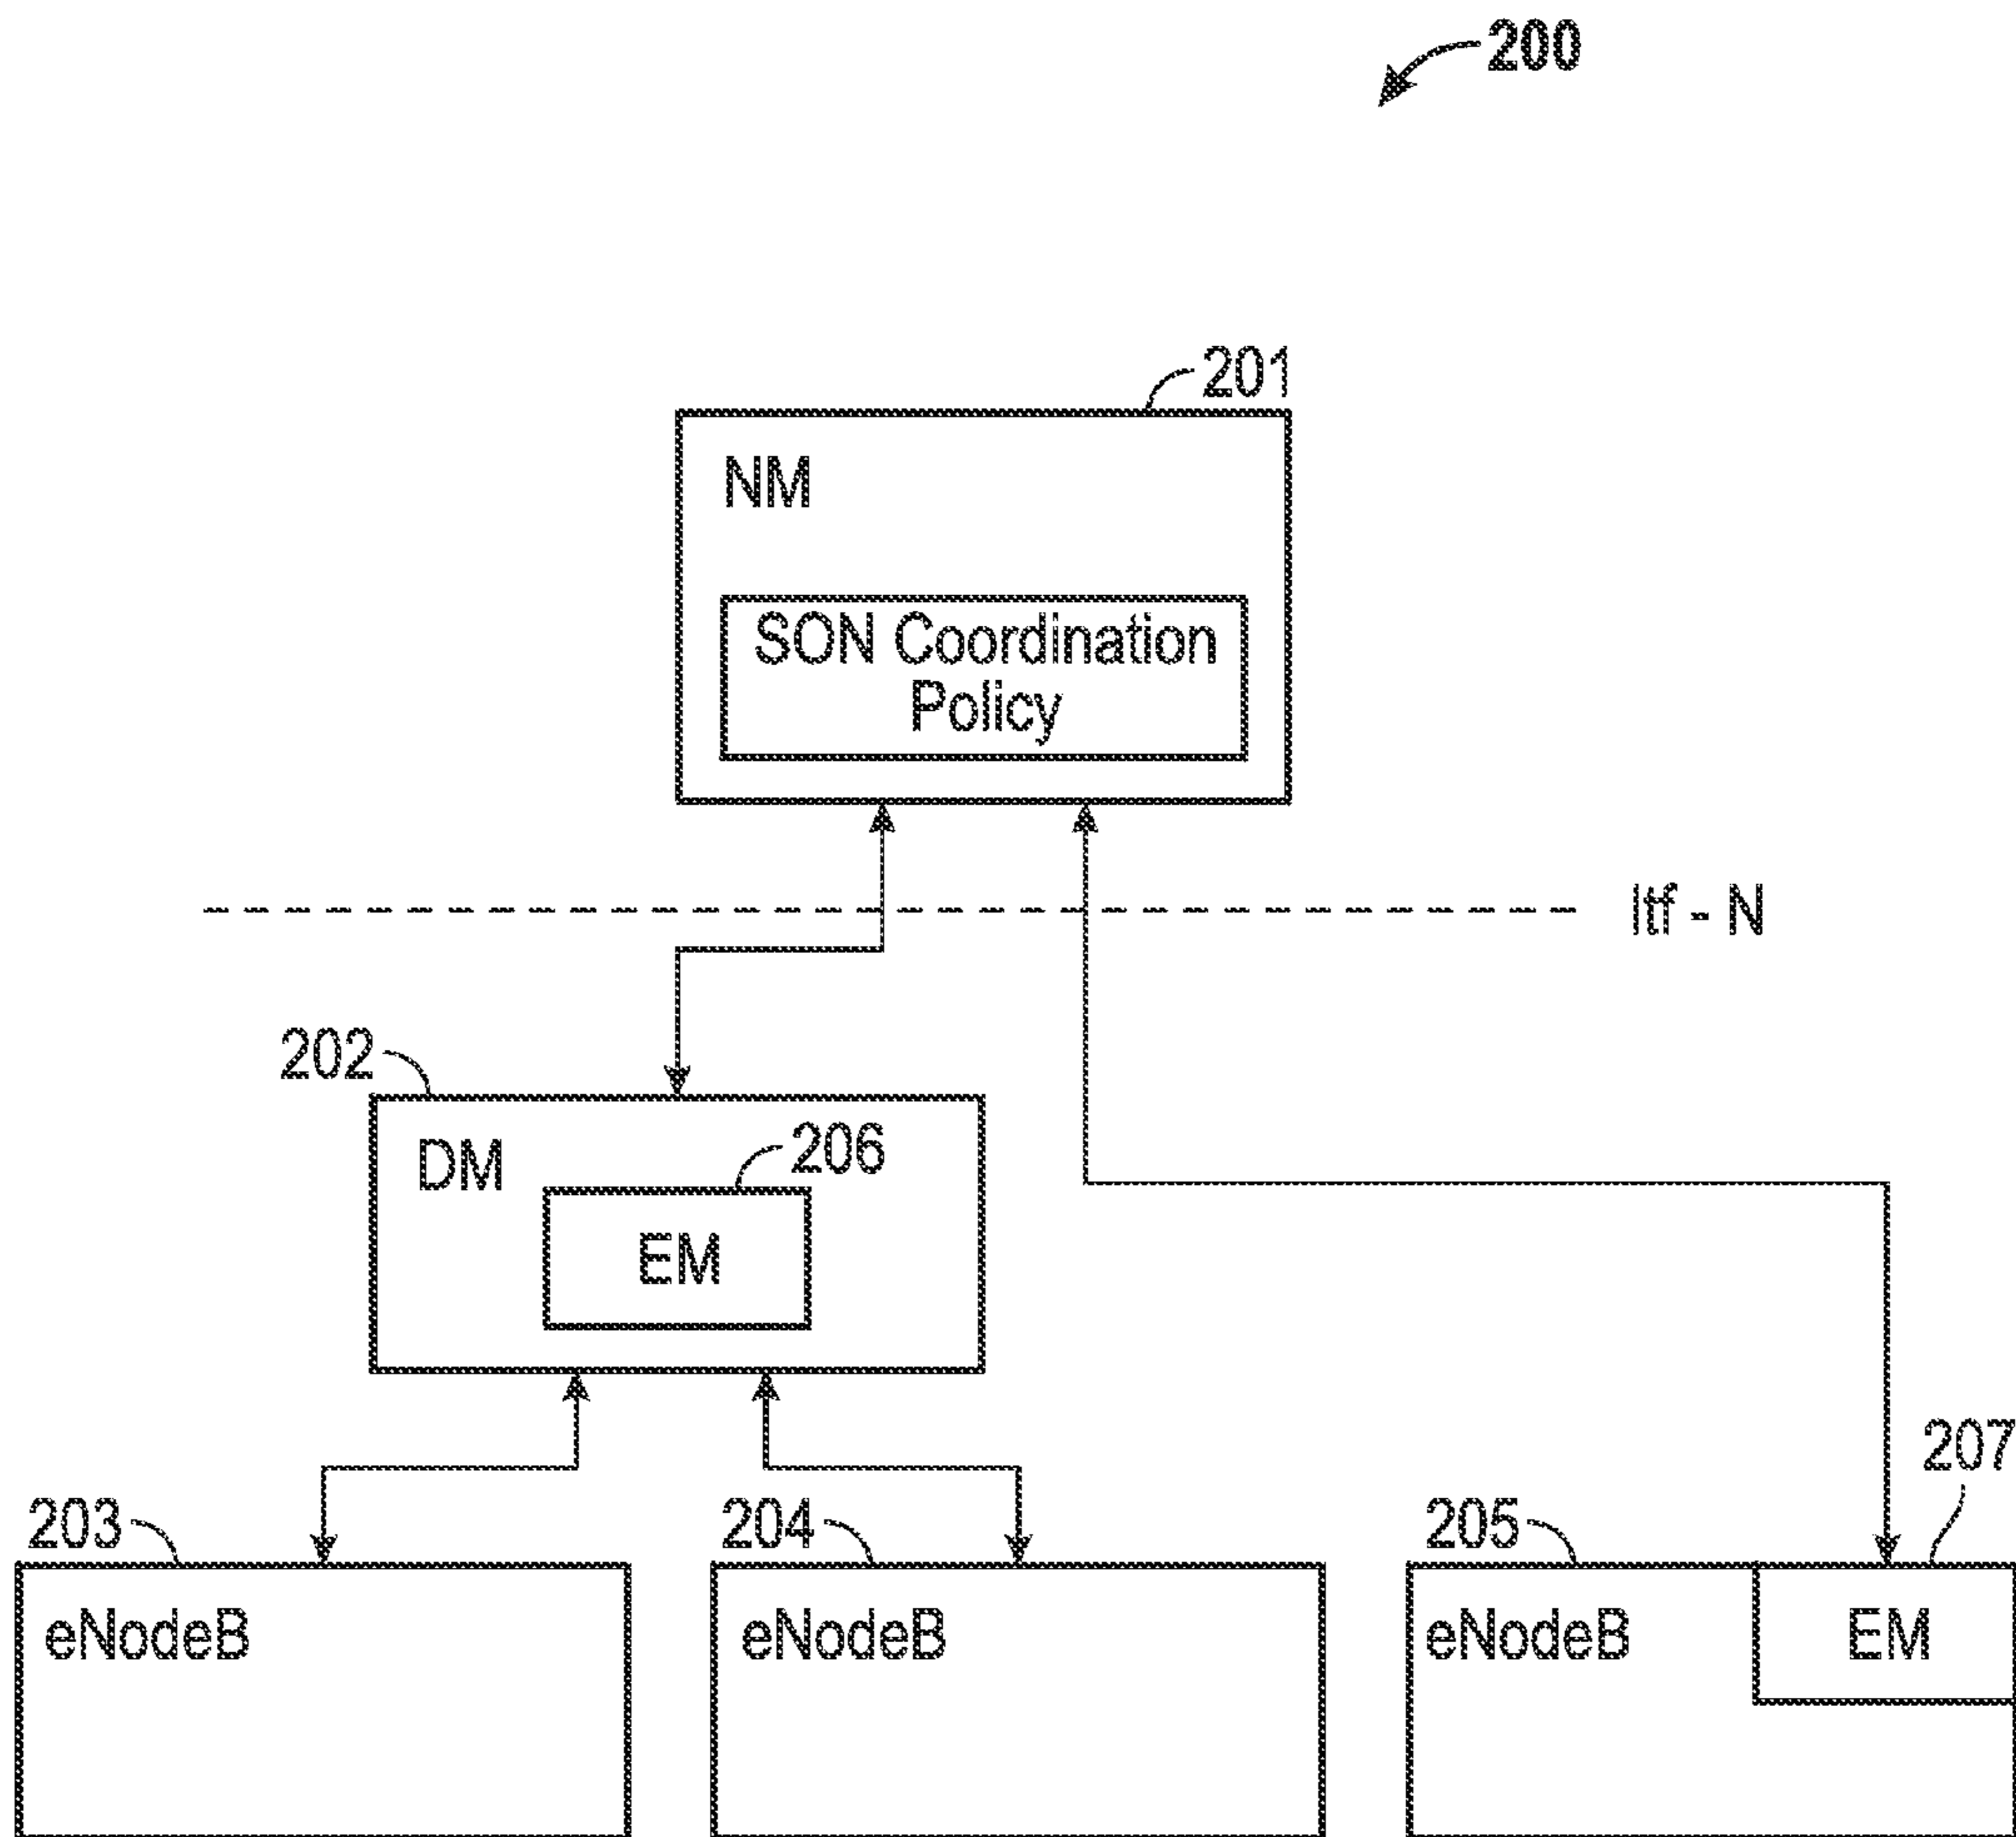 200
201
NM
SON Coordination
Policy
Itf - N
202
DM
206
EM
203
204
205
207
eNodeB
eNodeB
eNodeB
EM